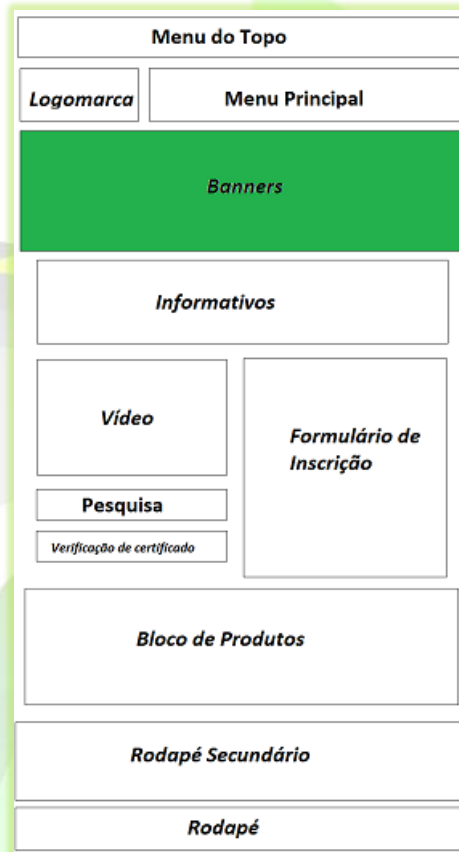 Menu do Topo
Logomarca
Menu Principal
Banners
Informativos
Vídeo
Formulário de
Inscrição
Pesquisa
Verificação de certificado
Bloco de Produtos
Rodapé Secundário
Rodapé